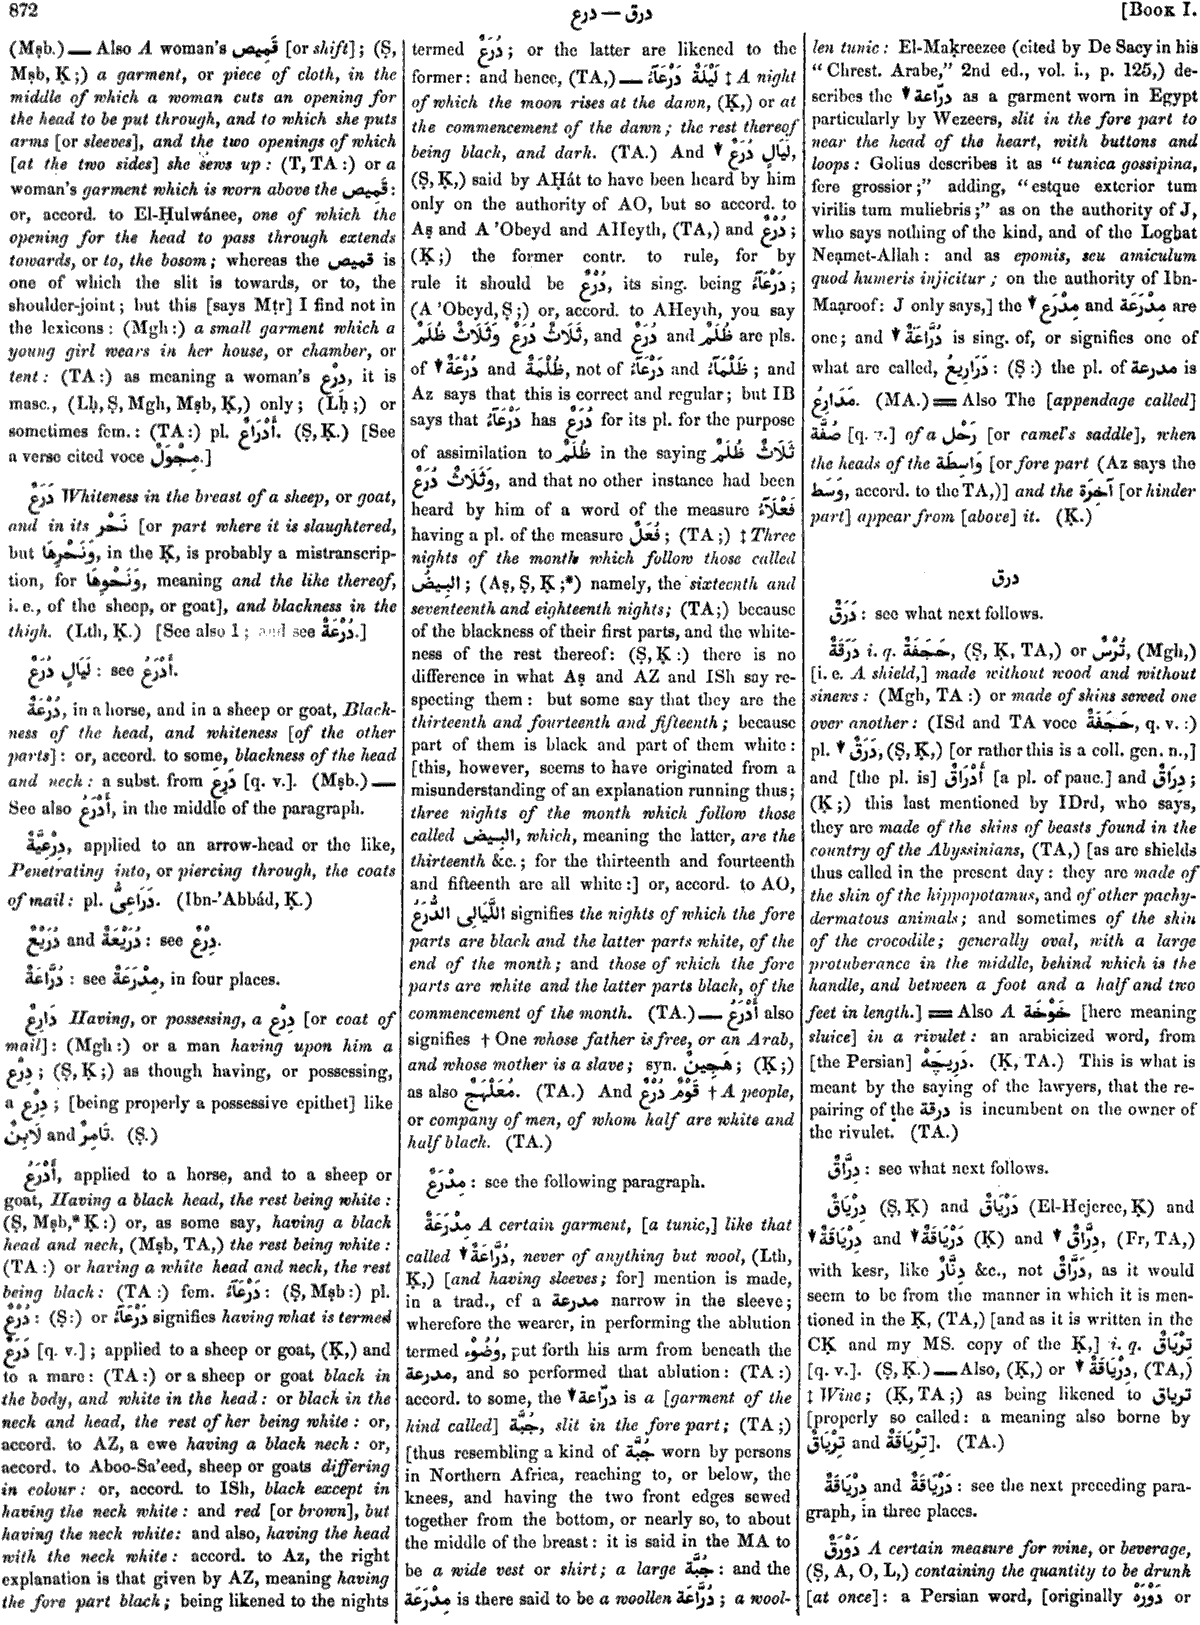 872
درع — درق
[BOOK I.
(Mṣb.) — Also A woman's قَمِيص [or shift]; (Ṣ,
Mṣb, Ḳ;) a garment, or piece of cloth, in the
middle of which a woman cuts an opening for
the head to be put through, and to which she puts
arms [or sleeves], and the two openings of which
[at the two sides] she sews up: (T, TA:) or a
woman's garment which is worn above the قَمِيص:
or, accord. to El-Ḥulwánee, one of which the
opening for the head to pass through extends
towards, or to, the bosom; whereas the قميص is
one of which the slit is towards, or to, the
shoulder-joint; but this [says Mṭr] I find not in
the lexicons: (Mgh:) a small garment which a
young girl wears in her house, or chamber, or
tent: (TA:) as meaning a woman's دِرْع, it is
masc., (Lḥ, Ṣ, Mgh, Mṣb, Ḳ,) only; (Lḥ;) or
sometimes fem.: (TA:) pl. أَدْرَاعٌ. (Ṣ, Ḳ.) [See
a verse cited voce مِجْوَلٌ.]
دَرَعٌ Whiteness in the breast of a sheep, or goat,
and in its نَحْر [or part where it is slaughtered,
but وَنَحْرِهَا, in the Ḳ, is probably a mistranscrip-
tion, for وَنَحْوِهَا, meaning and the like thereof,
i. e., of the sheep, or goat], and blackness in the
thigh. (Lth, Ḳ.) [See also 1; and see دُرْعَةٌ.]
لَيَالٍ دُرَعٌ: see أَدْرَعُ.
دُرْعَةٌ, in a horse, and in a sheep or goat, Black-
ness of the head, and whiteness [of the other
parts]: or, accord. to some, blackness of the head
and neck: a subst. from دَرِعَ [q. v.]. (Mṣb.) —
See also أَدْرَعُ, in the middle of the paragraph.
دِرْعِيَّةٌ, applied to an arrow-head or the like,
Penetrating into, or piercing through, the coats
of mail: pl. دَرَاعِىُّ. (Ibn-'Abbád, Ḳ.)
دُرَيْعٌ and دُرَيْعَةٌ: see دِرْعٌ.
دُرَّاعَةٌ: see مِدْرَعَةٌ, in four places.
دَارِعٌ Having, or possessing, a دِرْع [or coat of
mail]: (Mgh:) or a man having upon him a
دِرْع; (Ṣ, Ḳ;) as though having, or possessing,
a دِرْع; [being properly a possessive epithet] like
لَابِنٌ and تَامِرٌ. (Ṣ.)
أَدْرَعُ, applied to a horse, and to a sheep or
goat, Having a black head, the rest being white:
(Ṣ, Mṣb,* Ḳ:) or, as some say, having a black
head and neck, (Mṣb, TA,) the rest being white:
(TA:) or having a white head and neck, the rest
being black: (TA:) fem. دَرْعَآءُ: (Ṣ, Mṣb:) pl.
دُرْعٌ: (Ṣ:) or دَرْعَآءُ signifies having what is termed
دَرَعٌ [q. v.]; applied to a sheep or goat, (Ḳ,) and
to a mare: (TA:) or a sheep or goat black in
the body, and white in the head: or black in the
neck and head, the rest of her being white: or,
accord. to AZ, a ewe having a black neck: or,
accord. to Aboo-Sa'eed, sheep or goats differing
in colour: or, accord. to ISh, black except in
having the neck white: and red [or brown], but
having the neck white: and also, having the head
with the neck white: accord. to Az, the right
explanation is that given by AZ, meaning having
the fore part black; being likened to the nights
termed دُرَعٌ; or the latter are likened to the
former: and hence, (TA,) — لَيْلَةٌ دَرْعَآءُ ‡ A night
of which the moon rises at the dawn, (Ḳ,) or at
the commencement of the dawn; the rest thereof
being black, and dark. (TA.) And ▼ لَيَالٍ دُرَعٌ,
(Ṣ, Ḳ,) said by AḤát to have been heard by him
only on the authority of AO, but so accord. to
Aṣ and A 'Obeyd and AHeyth, (TA,) and دُرْعٌ;
(Ḳ;) the former contr. to rule, for by
rule it should be دُرْعٌ, its sing. being دَرْعَآءُ;
(A 'Obeyd, Ṣ;) or, accord. to AHeyth, you say
ثَلَاثٌ دُرَعٌ وَثَلَاثٌ ظُلَمٌ, and دُرَعٌ and ظُلَمٌ are pls.
of ▼ دُرْعَةٌ and ظُلْمَةٌ, not of دَرْعَآءُ and ظَلْمَآءُ; and
Az says that this is correct and regular; but IB
says that دَرْعَآءُ has دُرَعٌ for its pl. for the purpose
of assimilation to ظُلَمٌ in the saying ثَلَاثٌ ظُلَمٌ
وَثَلَاثٌ دُرَعٌ, and that no other instance had been
heard by him of a word of the measure فَعْلَآءُ
having a pl. of the measure فُعَلٌ; (TA;) ‡ Three
nights of the month which follow those called
البِيضُ; (Aṣ, Ṣ, Ḳ;*) namely, the sixteenth and
seventeenth and eighteenth nights; (TA;) because
of the blackness of their first parts, and the white-
ness of the rest thereof: (Ṣ, Ḳ:) there is no
difference in what Aṣ and AZ and ISh say re-
specting them: but some say that they are the
thirteenth and fourteenth and fifteenth; because
part of them is black and part of them white:
[this, however, seems to have originated from a
misunderstanding of an explanation running thus;
three nights of the month which follow those
called البيض, which, meaning the latter, are the
thirteenth &c.; for the thirteenth and fourteenth
and fifteenth are all white:] or, accord. to AO,
اللَّيَالِى الدُّرَعُ signifies the nights of which the fore
parts are black and the latter parts white, of the
end of the month; and those of which the fore
parts are white and the latter parts black, of the
commencement of the month. (TA.) — أَدْرَعُ also
signifies † One whose father is free, or an Arab,
and whose mother is a slave; syn. هَجِينٌ; (Ḳ;)
as also مُعَلْهَجٌ. (TA.) And قَوْمٌ دُرْعٌ † A people,
or company of men, of whom half are white and
half black. (TA.)
مِدْرَعٌ: see the following paragraph.
مِدْرَعَةٌ A certain garment, [a tunic,] like that
called ▼ دُرَّاعَةٌ, never of anything but wool, (Lth,
Ḳ,) [and having sleeves; for] mention is made,
in a trad., of a مدرعة narrow in the sleeve;
wherefore the wearer, in performing the ablution
termed وُضُوْء, put forth his arm from beneath the
مدرعة, and so performed that ablution: (TA:)
accord. to some, the ▼ درّاعة is a [garment of the
kind called] جُبَّة, slit in the fore part; (TA;)
[thus resembling a kind of جُبَّة worn by persons
in Northern Africa, reaching to, or below, the
knees, and having the two front edges sewed
together from the bottom, or nearly so, to about
the middle of the breast: it is said in the MA to
be a wide vest or shirt; a large جُبَّة: and the
مِدْرَعَة is there said to be a woollen دُرَّاعَة; a wool-
len tunic: El-Maḳreezee (cited by De Sacy in his
"Chrest. Arabe," 2nd ed., vol. i., p. 125,) de-
scribes the ▼ درّاعة as a garment worn in Egypt
particularly by Wezeers, slit in the fore part to
near the head of the heart, with buttons and
loops: Golius describes it as "tunica gossipina,
fere grossior;" adding, "estque exterior tum
virilis tum muliebris;" as on the authority of J,
who says nothing of the kind, and of the Loghat
Neạmet-Allah: and as epomis, seu amiculum
quod humeris injicitur; on the authority of Ibn-
Maạroof: J only says,] the ▼ مِدْرَع and مِدْرَعَة are
one; and ▼ دُرَّاعَةٌ is sing. of, or signifies one of
what are called, دَرَارِيعُ: (Ṣ:) the pl. of مدرعة is
مَدَارِعُ. (MA.) ═ Also The [appendage called]
صُفَّة [q. v.] of a رَحْل [or camel's saddle], when
the heads of the وَاسِطَة [or fore part (Az says the
وَسَط, accord. to the TA,)] and the آخِرَة [or hinder
part] appear from [above] it. (Ḳ.)
درق
دَرَقٌ: see what next follows.
دَرَقَةٌ i. q. حَجَفَةٌ, (Ṣ, Ḳ, TA,) or تُرْسٌ, (Mgh,)
[i. e. A shield,] made without wood and without
sinews: (Mgh, TA:) or made of skins sewed one
over another: (ISd and TA voce حَجَفَةٌ, q. v.:)
pl. ▼ دَرَقٌ, (Ṣ, Ḳ,) [or rather this is a coll. gen. n.,]
and [the pl. is] أَدْرَاقٌ [a pl. of pauc.] and دِرَاقٌ;
(Ḳ;) this last mentioned by IDrd, who says,
they are made of the skins of beasts found in the
country of the Abyssinians, (TA,) [as are shields
thus called in the present day: they are made of
the skin of the hippopotamus, and of other pachy-
dermatous animals; and sometimes of the skin
of the crocodile; generally oval, with a large
protuberance in the middle, behind which is the
handle, and between a foot and a half and two
feet in length.] ═ Also A خَوْخَة [here meaning
sluice] in a rivulet: an arabicized word, from
[the Persian] دَرِيچَهْ. (Ḳ, TA.) This is what is
meant by the saying of the lawyers, that the re-
pairing of the درقة is incumbent on the owner of
the rivulet. (TA.)
دِرَّاقٌ: see what next follows.
دِرْيَاقٌ (Ṣ, Ḳ) and دَرْيَاقٌ (El-Hejeree, Ḳ) and
▼ دِرْيَاقَةٌ and ▼ دَرْيَاقَةٌ (Ḳ) and ▼ دِرَّاقٌ, (Fr, TA,)
with kesr, like دِنَّارٌ &c., not دَرَّاقٌ, as it would
seem to be from the manner in which it is men-
tioned in the Ḳ, (TA,) [and as it is written in the
CḲ and my MS. copy of the Ḳ,] i. q. تِرْيَاقٌ
[q. v.]. (Ṣ, Ḳ.) — Also, (Ḳ,) or ▼ دِرْيَاقَةٌ, (TA,)
‡ Wine; (Ḳ, TA;) as being likened to ترياق
[properly so called: a meaning also borne by
تِرْيَاقٌ and تِرْيَاقَةٌ]. (TA.)
دِرْيَاقَةٌ and دَرْيَاقَةٌ: see the next preceding para-
graph, in three places.
دَوْرَقٌ A certain measure for wine, or beverage,
(Ṣ, A, O, L,) containing the quantity to be drunk
[at once]: a Persian word, [originally دَوْرَهْ or